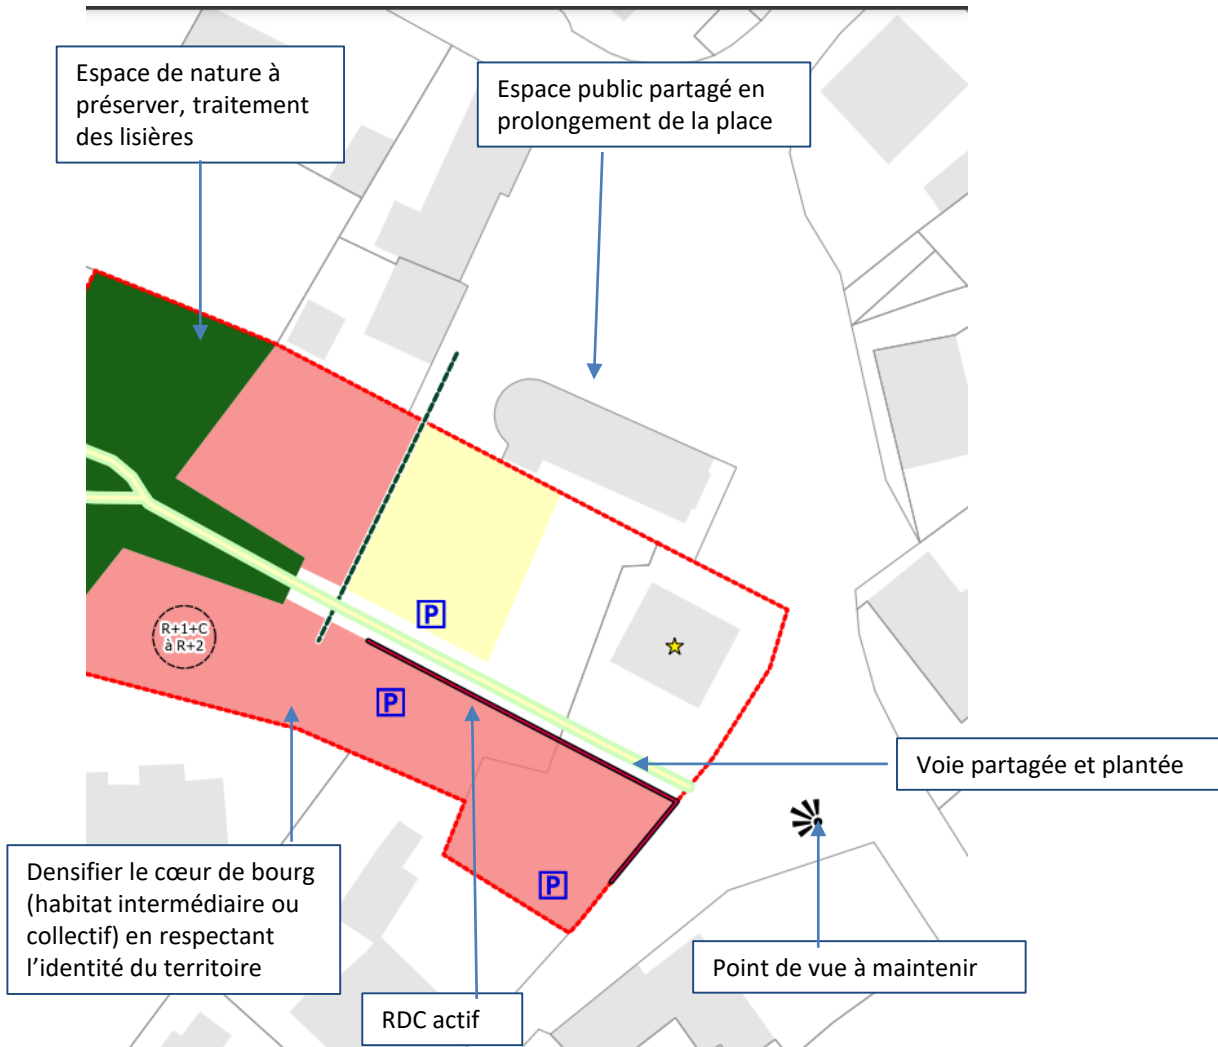 Espace de nature à
préserver, traitement
des lisières
Espace public partagé en
prolongement de la place
P
R+1+C
à R+2
P
Voie partagée et plantée
Densifier le cœur de bourg
(habitat intermédiaire ou
collectif) en respectant
l’identité du territoire
P
Point de vue à maintenir
RDC actif